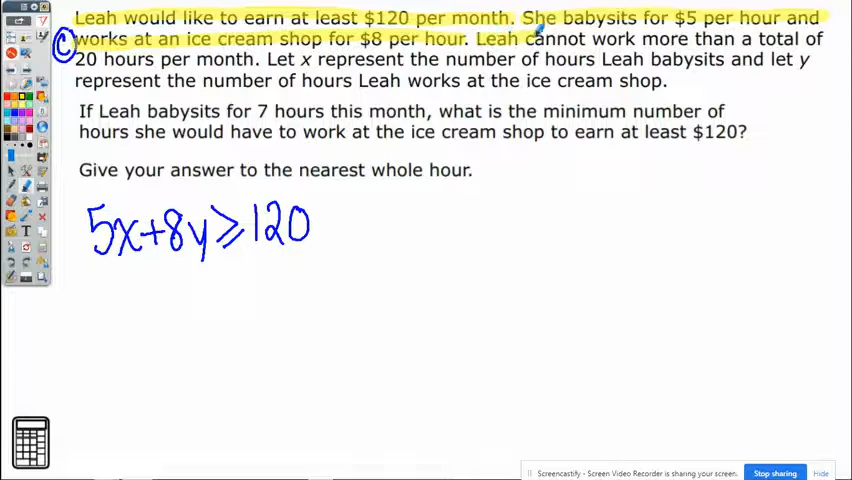 Leah would like to earn at least $120 per month. She babysits for $5 per hour and
© works at an ice cream shop for $8 per hour. Leah cannot work more than a total of
20 hours per month. Let x represent the number of hours Leah babysits and let y
represent the number of hours Leah works at the ice cream shop.
If Leah babysits for 7 hours this month, what is the minimum number of
hours she would have to work at the ice cream shop to earn at least $120?
Give your answer to the nearest whole hour.
5x+8y≥120
Screencastify - Screen Video Recorder is sharing your screen. Stop sharing Hide